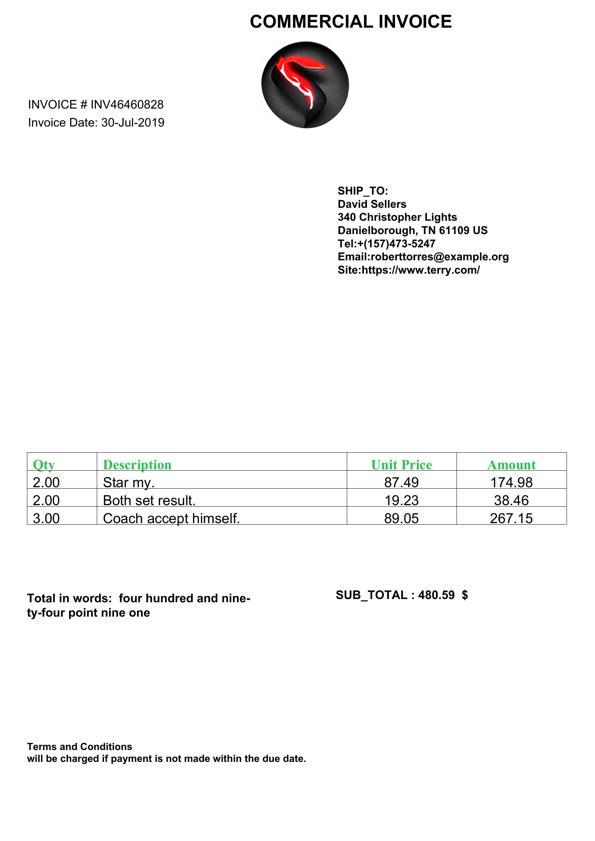 COMMERCIAL INVOICE
INVOICE # INV46460828
Invoice Date: 30-Jul-2019
SHIP_TO:
David Sellers
340 Christopher Lights
Danielborough, TN 61109 US
Tel:+(157)473-5247
Email:roberttorres@example.org
Site:https://www.terry.com/
Qty Description Unit Price Amount
2.00 Star my. 87.49 174.98
2.00 Both set result. 19.23 38.46
3.00 Coach accept himself. 89.05 267.15
Total in words:  four hundred and nine-
ty-four point nine one
SUB_TOTAL : 480.59  $
Terms and Conditions
will be charged if payment is not made within the due date.